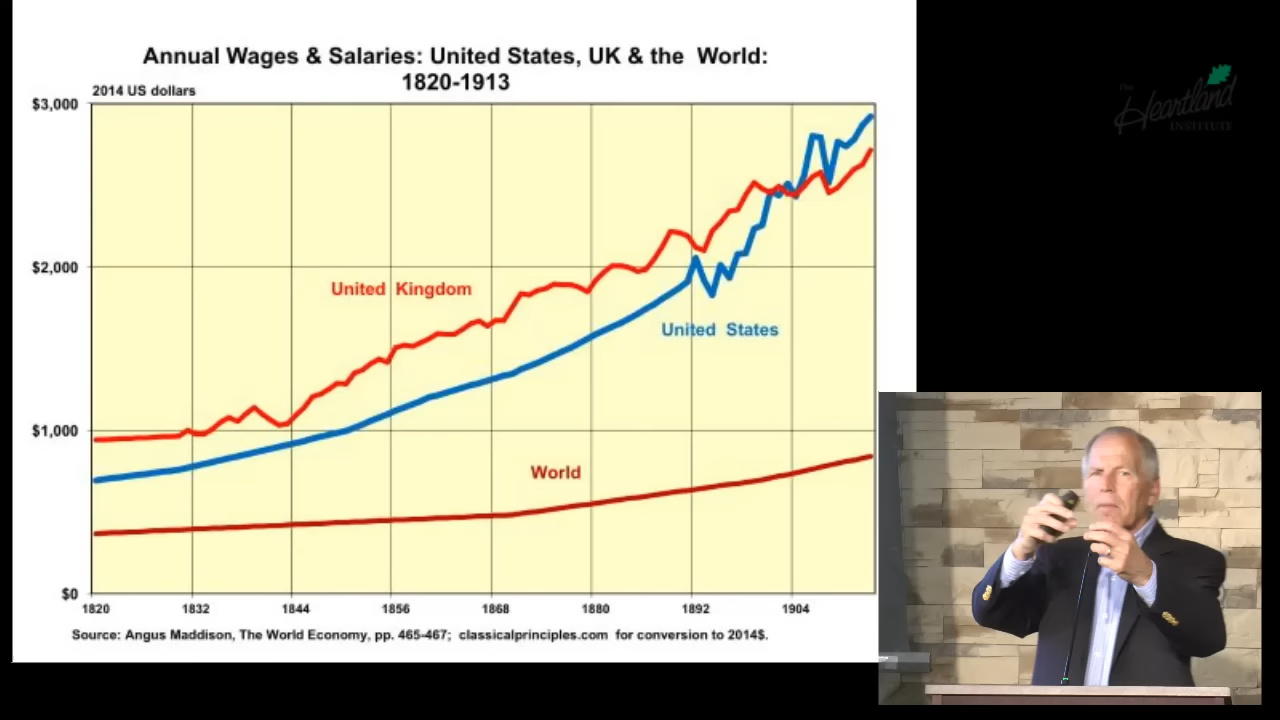 Annual Wages & Salaries: United States, UK & the World:
1820-1913
2014 US dollars
$3,000
$2,000
$1,000
$0
United Kingdom
United States
World
1820 1832 1844 1856 1868 1880 1892 1904
Source: Angus Maddison, The World Economy, pp. 465-467; classicalprinciples.com for conversion to 2014$.
The
Heartland
INSTITUTE